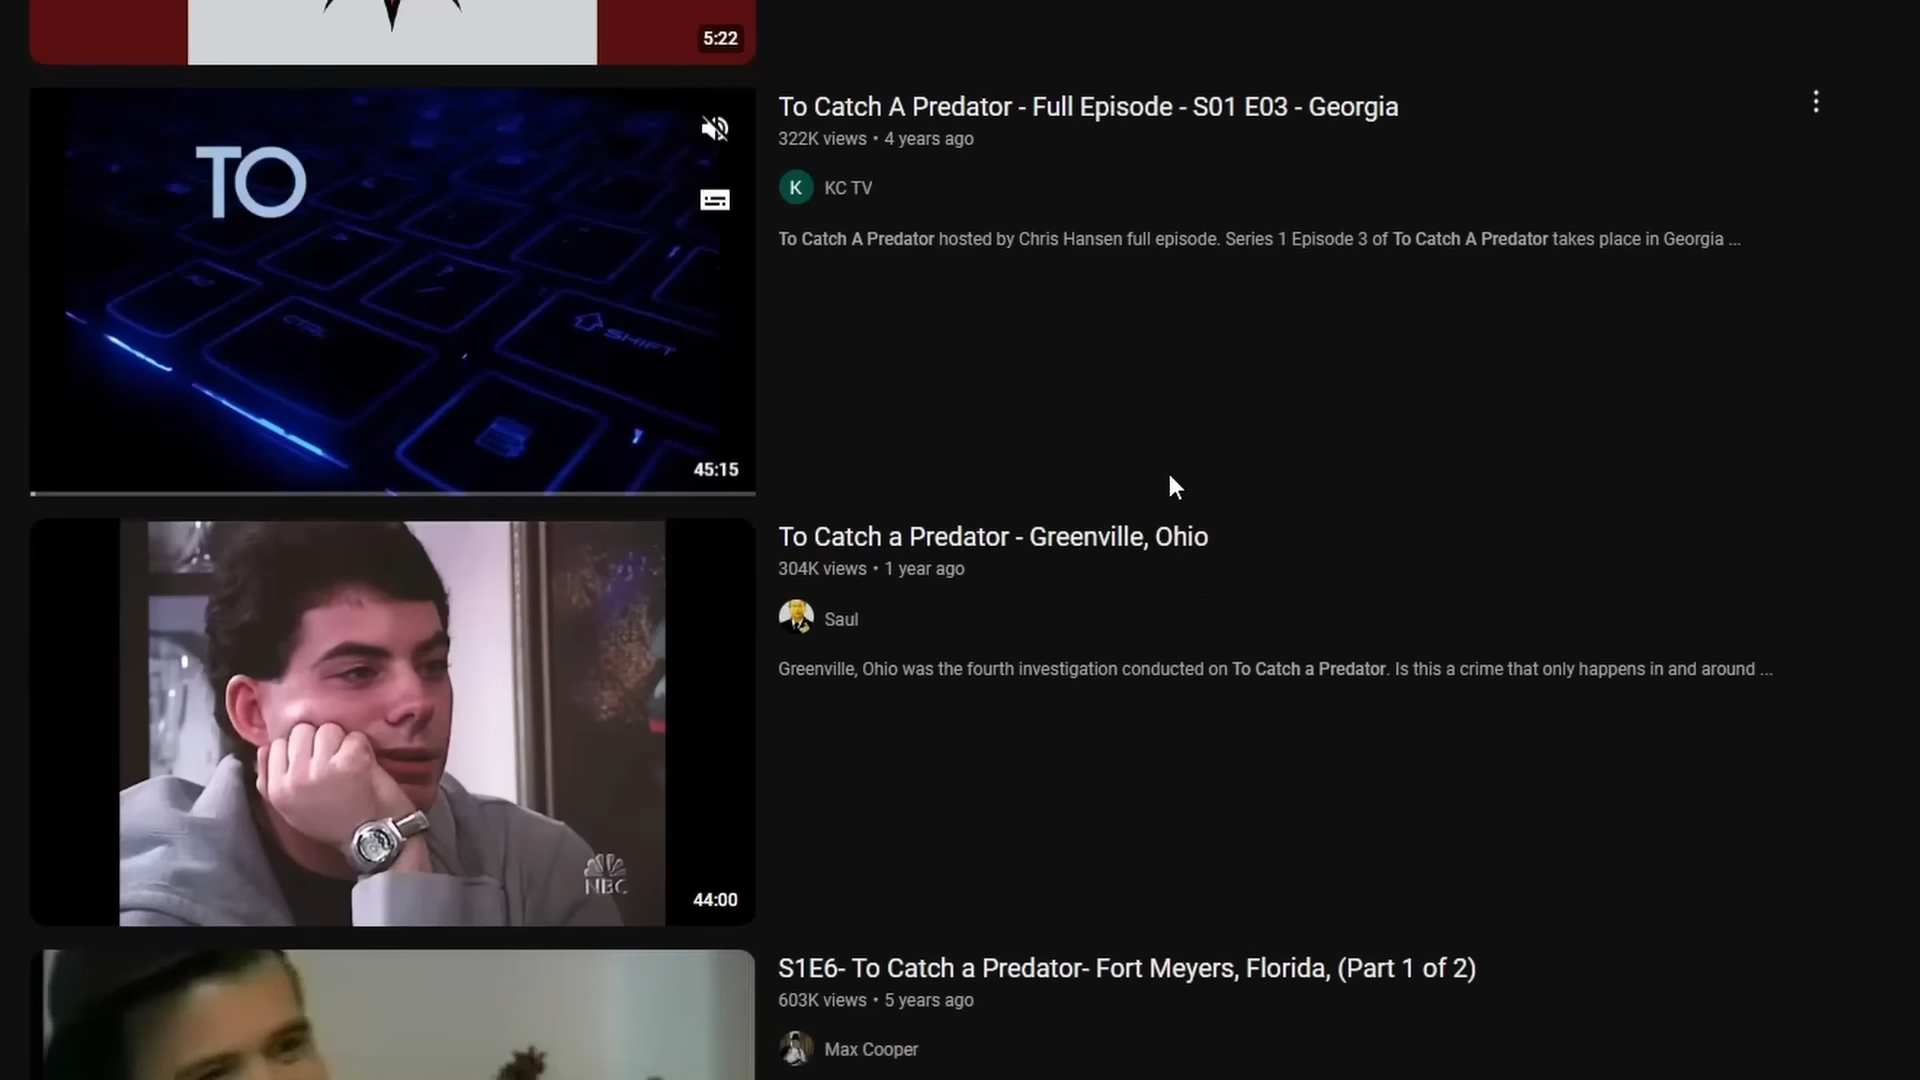 5:22
To Catch A Predator - Full Episode - S01 E03 - Georgia
322K views • 4 years ago
K KC TV
To Catch A Predator hosted by Chris Hansen full episode. Series 1 Episode 3 of To Catch A Predator takes place in Georgia ...
TO
CTRL
SHIFT
45:15
To Catch a Predator - Greenville, Ohio
304K views • 1 year ago
Saul
Greenville, Ohio was the fourth investigation conducted on To Catch a Predator. Is this a crime that only happens in and around ...
NBC
44:00
S1E6- To Catch a Predator- Fort Meyers, Florida, (Part 1 of 2)
603K views • 5 years ago
Max Cooper